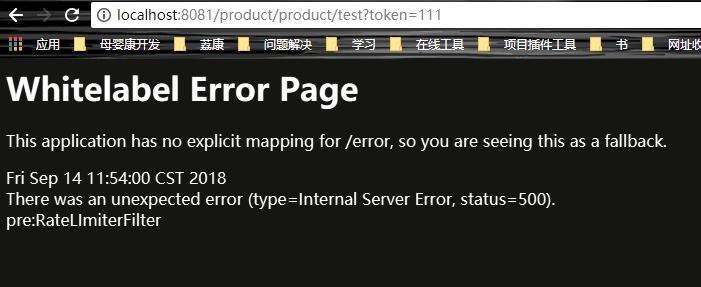 localhost:8081/product/product/test?token=111
应用 母婴康开发 荔康 问题解决 学习 在线工具 项目插件工具 书 网址收
Whitelabel Error Page
This application has no explicit mapping for /error, so you are seeing this as a fallback.
Fri Sep 14 11:54:00 CST 2018
There was an unexpected error (type=Internal Server Error, status=500).
pre:RateLImiterFilter